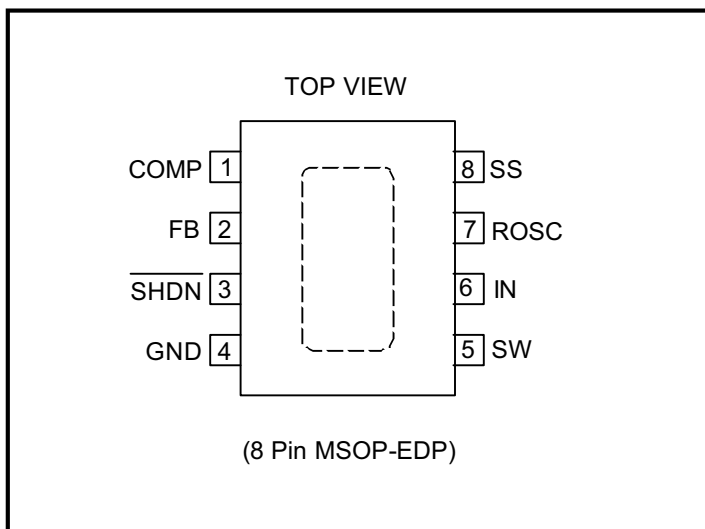 TOP VIEW
COMP 1 8 SS
FB 2 7 ROSC
SHDN 3 6 IN
GND 4 5 SW
(8 Pin MSOP-EDP)